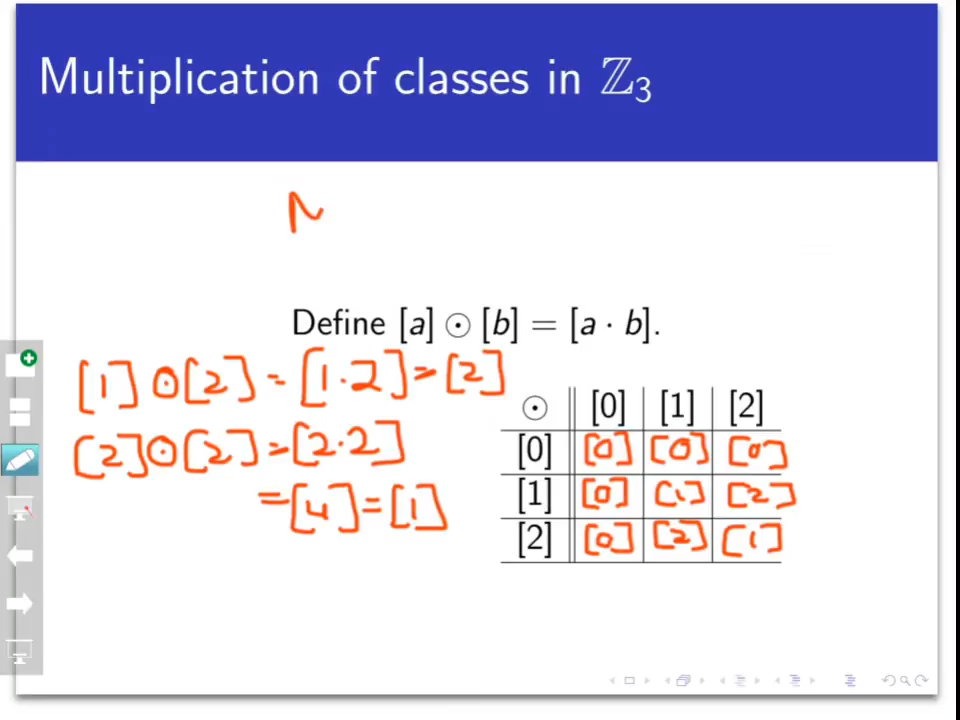 Multiplication of classes in ℤ₃
Define [a] ⊙ [b] = [a · b].
[1] ⊙ [2] = [1·2] = [2]
[2] ⊙ [2] = [2·2]
= [4] = [1]
⊙ [0] [1] [2]
[0] [0] [0] [0]
[1] [0] [1] [2]
[2] [0] [2] [1]